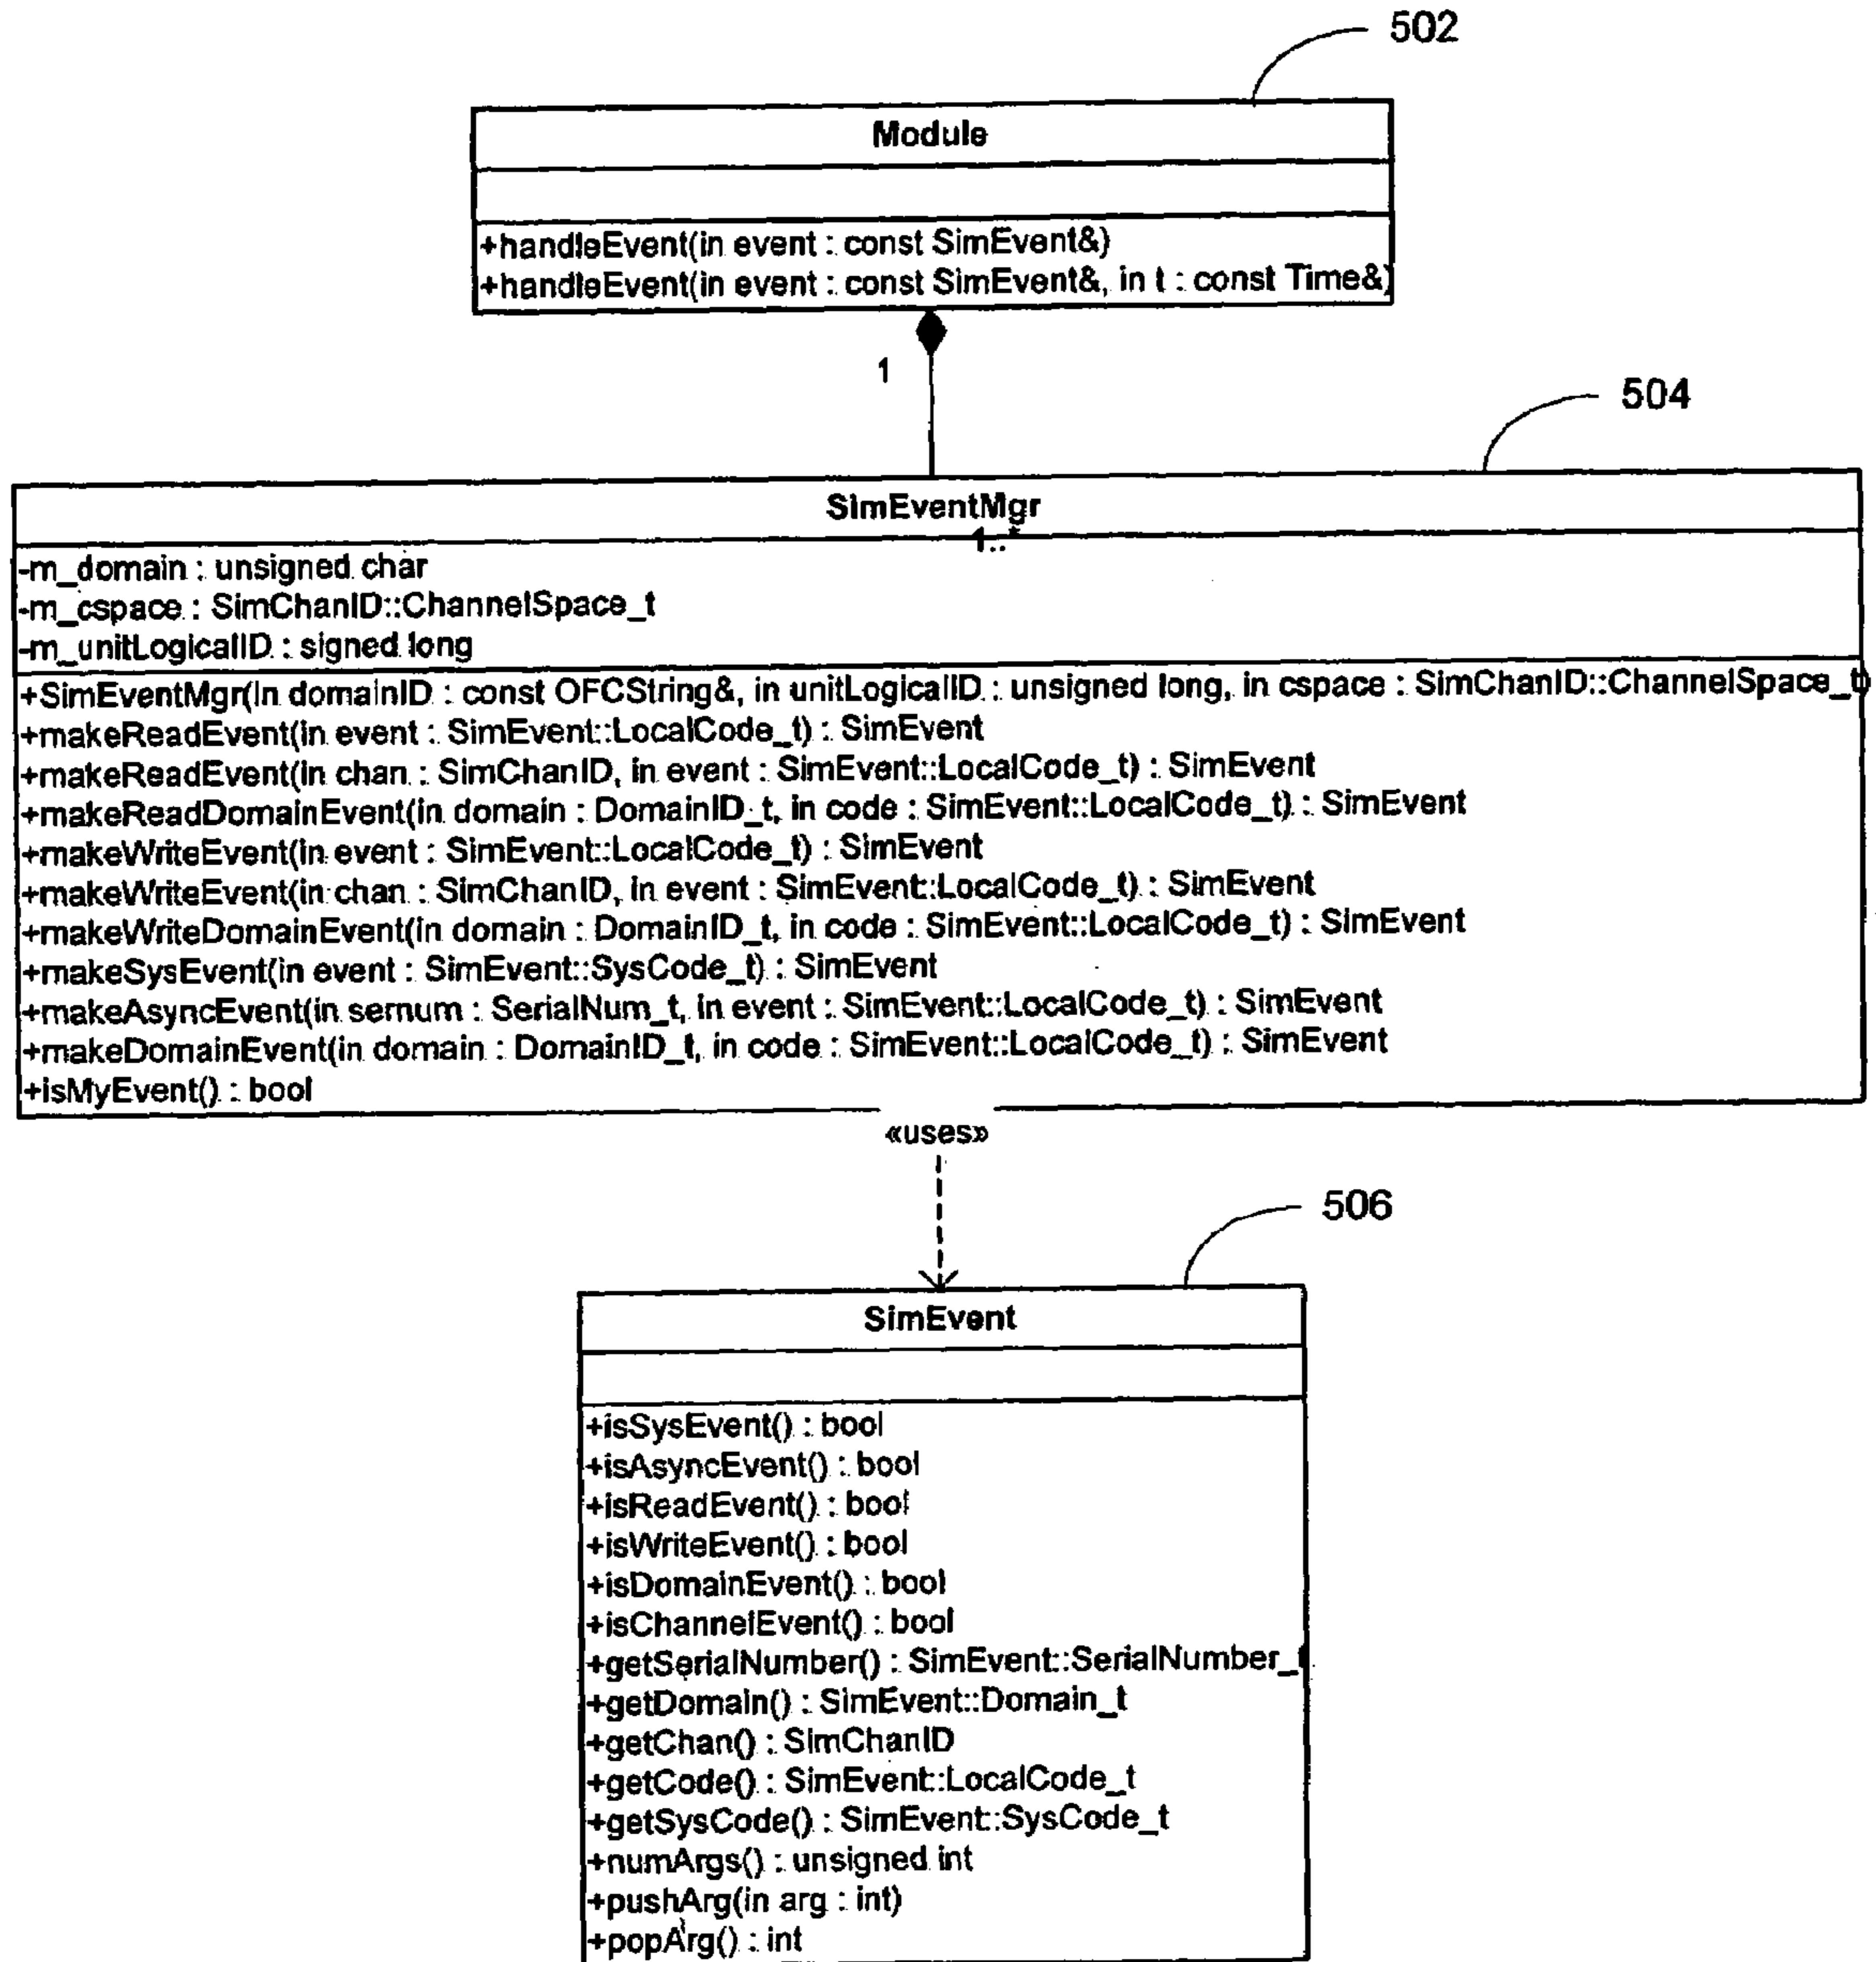 502
Module
+handleEvent(in event : const SimEvent&)
+handleEvent(in event : const SimEvent&, in t : const Time&)
1
504
SimEventMgr
1..*
-m_domain : unsigned char
-m_cspace : SimChanID::ChannelSpace_t
-m_unitLogicalID : signed long
+SimEventMgr(in domainID : const OFCString&, in unitLogicalID : unsigned long, in cspace : SimChanID::ChannelSpace_t)
+makeReadEvent(in event : SimEvent::LocalCode_t) : SimEvent
+makeReadEvent(in chan : SimChanID, in event : SimEvent::LocalCode_t) : SimEvent
+makeReadDomainEvent(in domain : DomainID_t, in code : SimEvent::LocalCode_t) : SimEvent
+makeWriteEvent(in event : SimEvent::LocalCode_t) : SimEvent
+makeWriteEvent(in chan : SimChanID, in event : SimEvent::LocalCode_t) : SimEvent
+makeWriteDomainEvent(in domain : DomainID_t, in code : SimEvent::LocalCode_t) : SimEvent
+makeSysEvent(in event : SimEvent::SysCode_t) : SimEvent
+makeAsyncEvent(in sernum : SerialNum_t, in event : SimEvent::LocalCode_t) : SimEvent
+makeDomainEvent(in domain : DomainID_t, in code : SimEvent::LocalCode_t) : SimEvent
+isMyEvent() : bool
«uses»
506
SimEvent
+isSysEvent() : bool
+isAsyncEvent() : bool
+isReadEvent() : bool
+isWriteEvent() : bool
+isDomainEvent() : bool
+isChannelEvent() : bool
+getSerialNumber() : SimEvent::SerialNumber_t
+getDomain() : SimEvent::Domain_t
+getChan() : SimChanID
+getCode() : SimEvent::LocalCode_t
+getSysCode() : SimEvent::SysCode_t
+numArgs() : unsigned int
+pushArg(in arg : int)
+popArg() : int